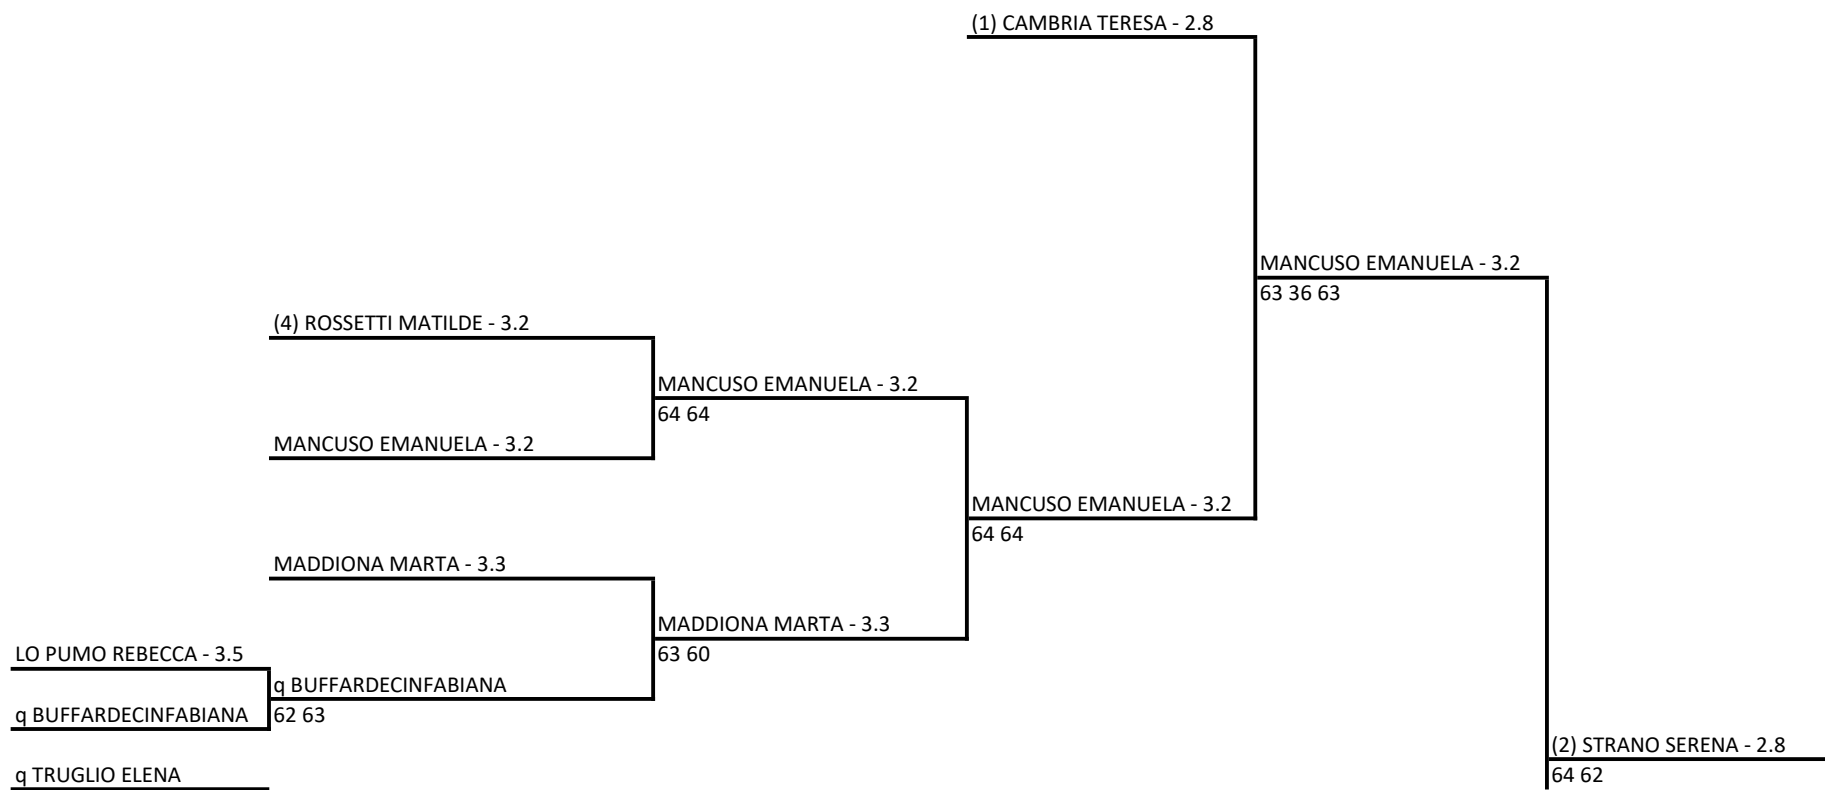 (1) CAMBRIA TERESA - 2.8
MANCUSO EMANUELA - 3.2
63 36 63
(4) ROSSETTI MATILDE - 3.2
MANCUSO EMANUELA - 3.2
64 64
MANCUSO EMANUELA - 3.2
MANCUSO EMANUELA - 3.2
64 64
MADDIONA MARTA - 3.3
MADDIONA MARTA - 3.3
63 60
LO PUMO REBECCA - 3.5
q BUFFARDECINFABIANA
62 63
q BUFFARDECINFABIANA
(2) STRANO SERENA - 2.8
64 62
q TRUGLIO ELENA